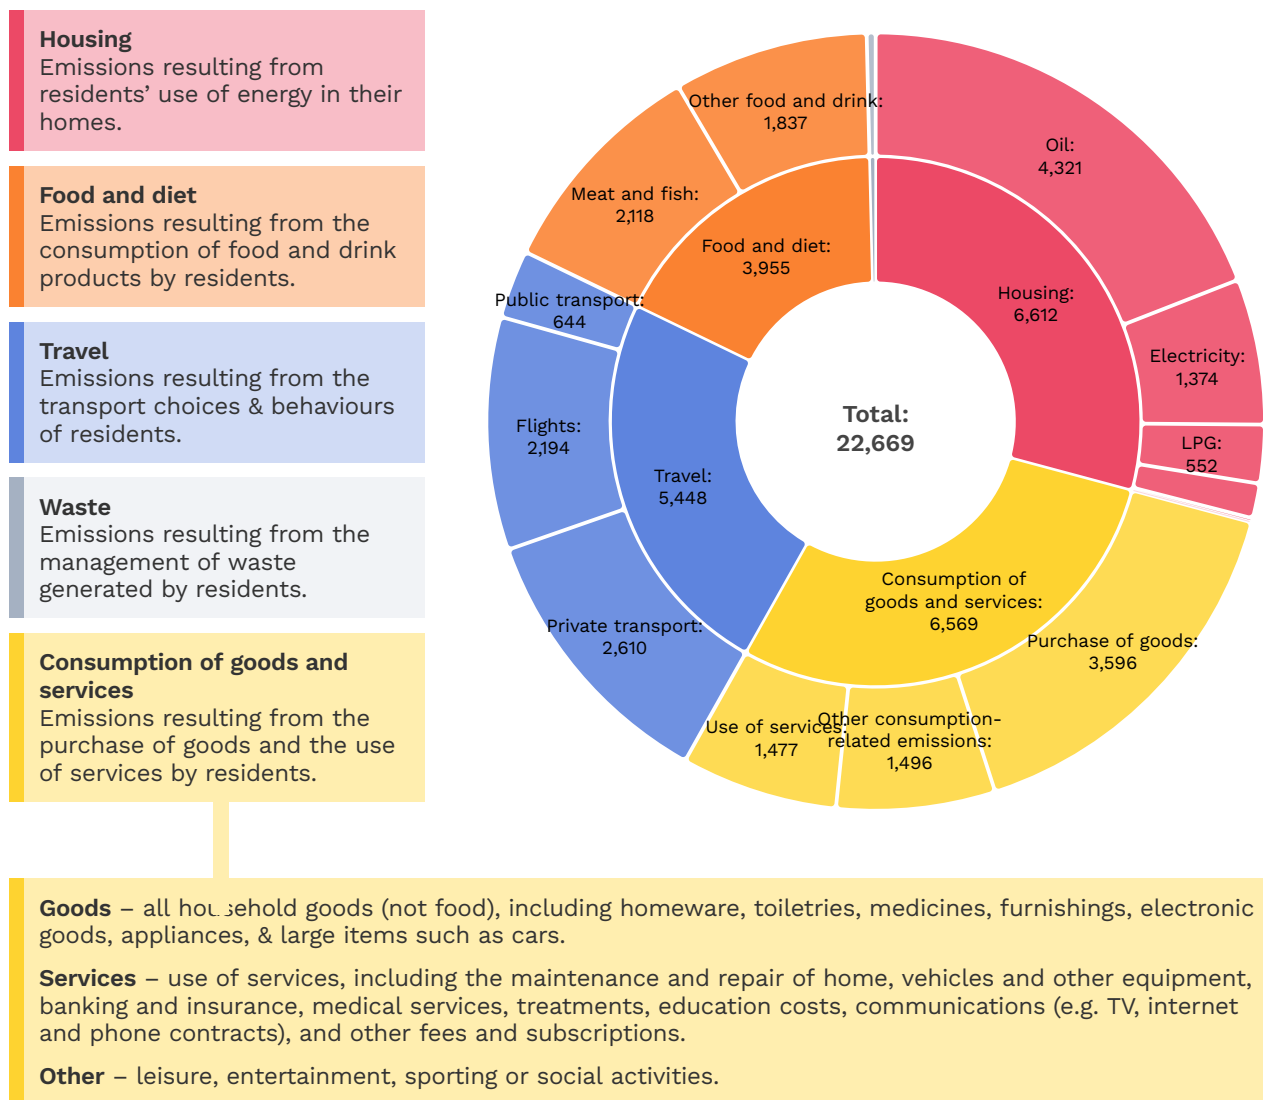 Housing
Emissions resulting from
residents’ use of energy in their
homes.
Food and diet
Emissions resulting from the
consumption of food and drink
products by residents.
Travel
Emissions resulting from the
transport choices & behaviours
of residents.
Waste
Emissions resulting from the
management of waste
generated by residents.
Consumption of goods and
services
Emissions resulting from the
purchase of goods and the use
of services by residents.
Other food and drink:
1,837
Oil:
4,321
Meat and fish:
2,118
Food and diet:
3,955
Housing:
6,612
Public transport:
644
Electricity:
1,374
Flights:
2,194
Total:
22,669
LPG:
552
Travel:
5,448
Consumption of
goods and services:
6,569
Private transport:
2,610
Purchase of goods:
3,596
Use of services:
1,477
Other consumption-
related emissions:
1,496
Goods – all household goods (not food), including homeware, toiletries, medicines, furnishings, electronic
goods, appliances, & large items such as cars.
Services – use of services, including the maintenance and repair of home, vehicles and other equipment,
banking and insurance, medical services, treatments, education costs, communications (e.g. TV, internet
and phone contracts), and other fees and subscriptions.
Other – leisure, entertainment, sporting or social activities.